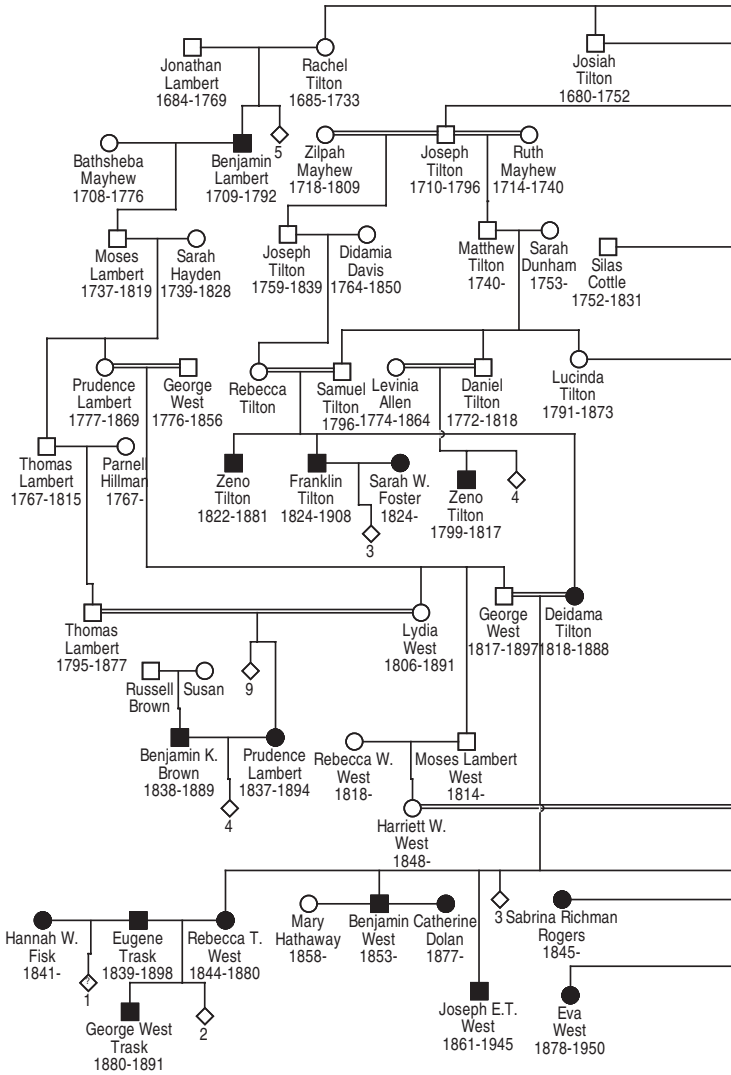 Jonathan
Lambert
1684-1769
Rachel
Tilton
1685-1733
Josiah
Tilton
1680-1752
Bathsheba
Mayhew
1708-1776
Benjamin
Lambert
1709-1792
5
Zilpah
Mayhew
1718-1809
Joseph
Tilton
1710-1796
Ruth
Mayhew
1714-1740
Moses
Lambert
1737-1819
Sarah
Hayden
1739-1828
Joseph
Tilton
1759-1839
Didamia
Davis
1764-1850
Matthew
Tilton
1740-
Sarah
Dunham
1753-
Silas
Cottle
1752-1831
Prudence
Lambert
1777-1869
George
West
1776-1856
Rebecca
Tilton
Samuel
Tilton
1796-
Levinia
Allen
1774-1864
Daniel
Tilton
1772-1818
Lucinda
Tilton
1791-1873
Thomas
Lambert
1767-1815
Parnell
Hillman
1767-
Zeno
Tilton
1822-1881
Franklin
Tilton
1824-1908
Sarah W.
Foster
1824-
3
Zeno
Tilton
1799-1817
4
Thomas
Lambert
1795-1877
Lydia
West
1806-1891
George
West
1817-1897
Deidama
Tilton
1818-1888
Russell
Brown
Susan
9
Benjamin K.
Brown
1838-1889
Prudence
Lambert
1837-1894
4
Rebecca W.
West
1818-
Moses Lambert
West
1814-
Harriett W.
West
1848-
Hannah W.
Fisk
1841-
Eugene
Trask
1839-1898
Rebecca T.
West
1844-1880
Mary
Hathaway
1858-
Benjamin
West
1853-
Catherine
Dolan
1877-
3
Sabrina Richman
Rogers
1845-
?
1
George West
Trask
1880-1891
2
Joseph E.T.
West
1861-1945
Eva
West
1878-1950